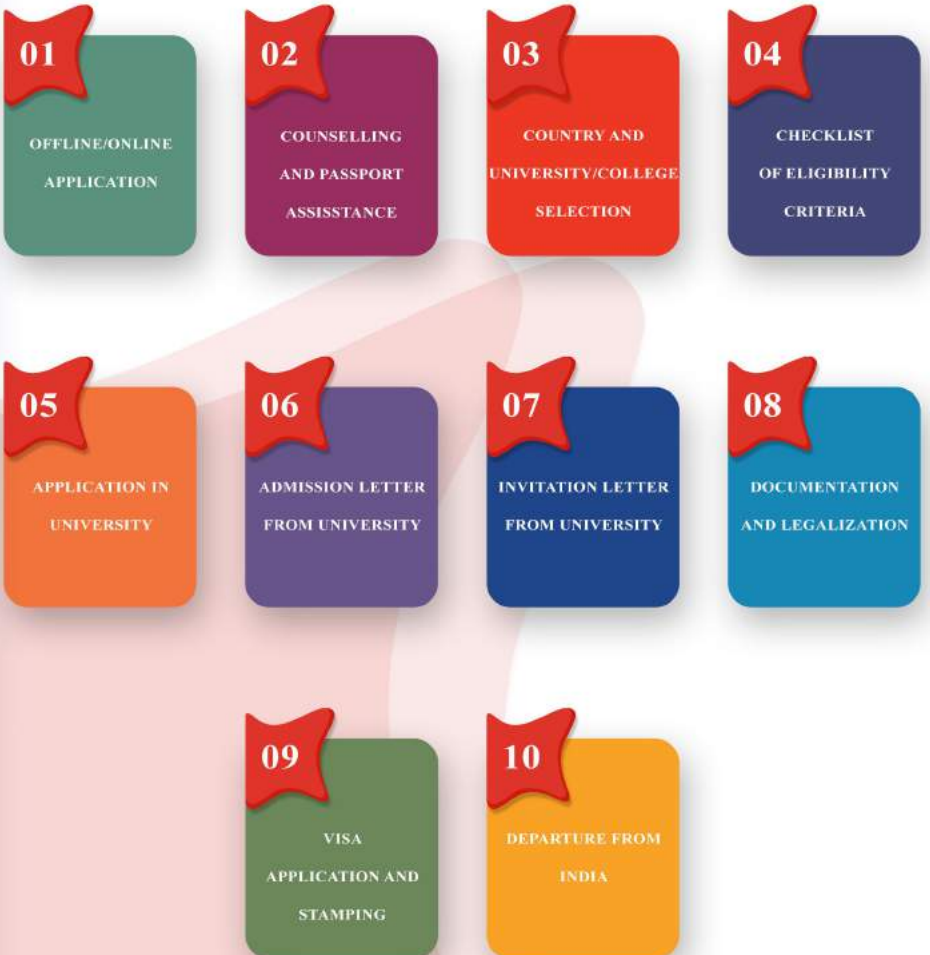 01
OFFLINE/ONLINE
APPLICATION
02
COUNSELLING
AND PASSPORT
ASSISSTANCE
03
COUNTRY AND
UNIVERSITY/COLLEGE
SELECTION
04
CHECKLIST
OF ELIGIBILITY
CRITERIA
05
APPLICATION IN
UNIVERSITY
06
ADMISSION LETTER
FROM UNIVERSITY
07
INVITATION LETTER
FROM UNIVERSITY
08
DOCUMENTATION
AND LEGALIZATION
09
VISA
APPLICATION AND
STAMPING
10
DEPARTURE FROM
INDIA